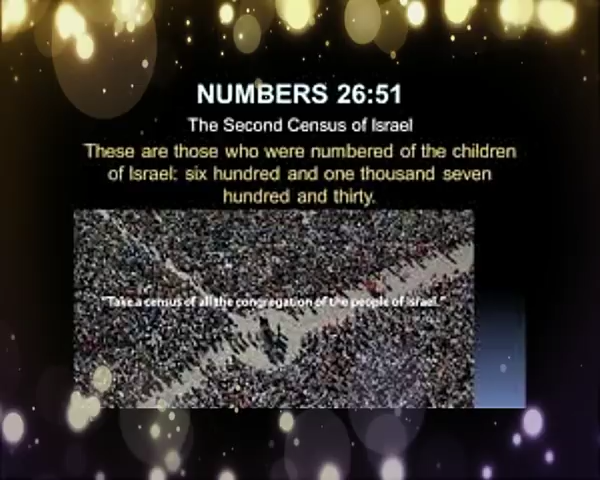 NUMBERS 26:51
The Second Census of Israel
These are those who were numbered of the children
of Israel: six hundred and one thousand seven
hundred and thirty.
"Take a census of all the congregation of the people of Israel."